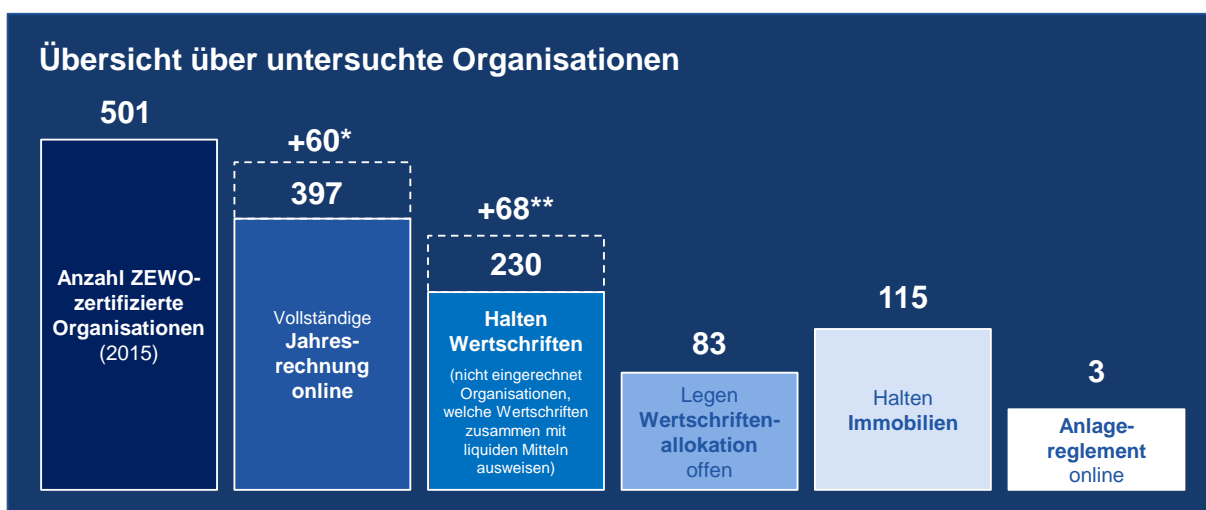 Übersicht über untersuchte Organisationen
501
Anzahl ZEWO-
zertifizierte
Organisationen
(2015)
+60*
397
Vollständige
Jahres-
rechnung
online
+68**
230
Halten
Wertschriften
(nicht eingerechnet
Organisationen,
welche Wertschriften
zusammen mit
liquiden Mitteln
ausweisen)
83
Legen
Wertschriften-
allokation
offen
115
Halten
Immobilien
3
Anlage-
reglement
online